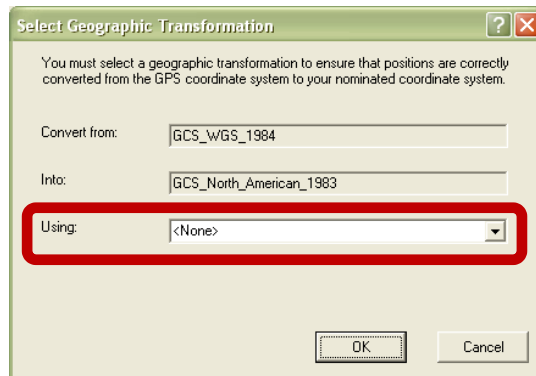 Select Geographic Transformation
You must select a geographic transformation to ensure that positions are correctly
converted from the GPS coordinate system to your nominated coordinate system.
Convert from: GCS_WGS_1984
Into: GCS_North_American_1983
Using: <None>
OK Cancel